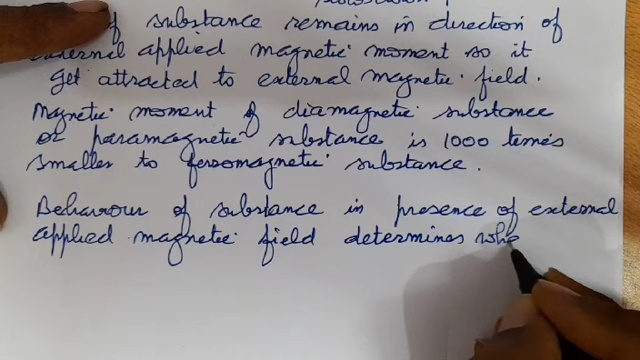 of substance remains in direction of
external applied magnetic moment so it
get attracted to external magnetic field.
Magnetic moment of diamagnetic substance
or paramagnetic substance is 1000 times
smaller to ferromagnetic substance.
Behaviour of substance in presence of external
applied magnetic field determines whe